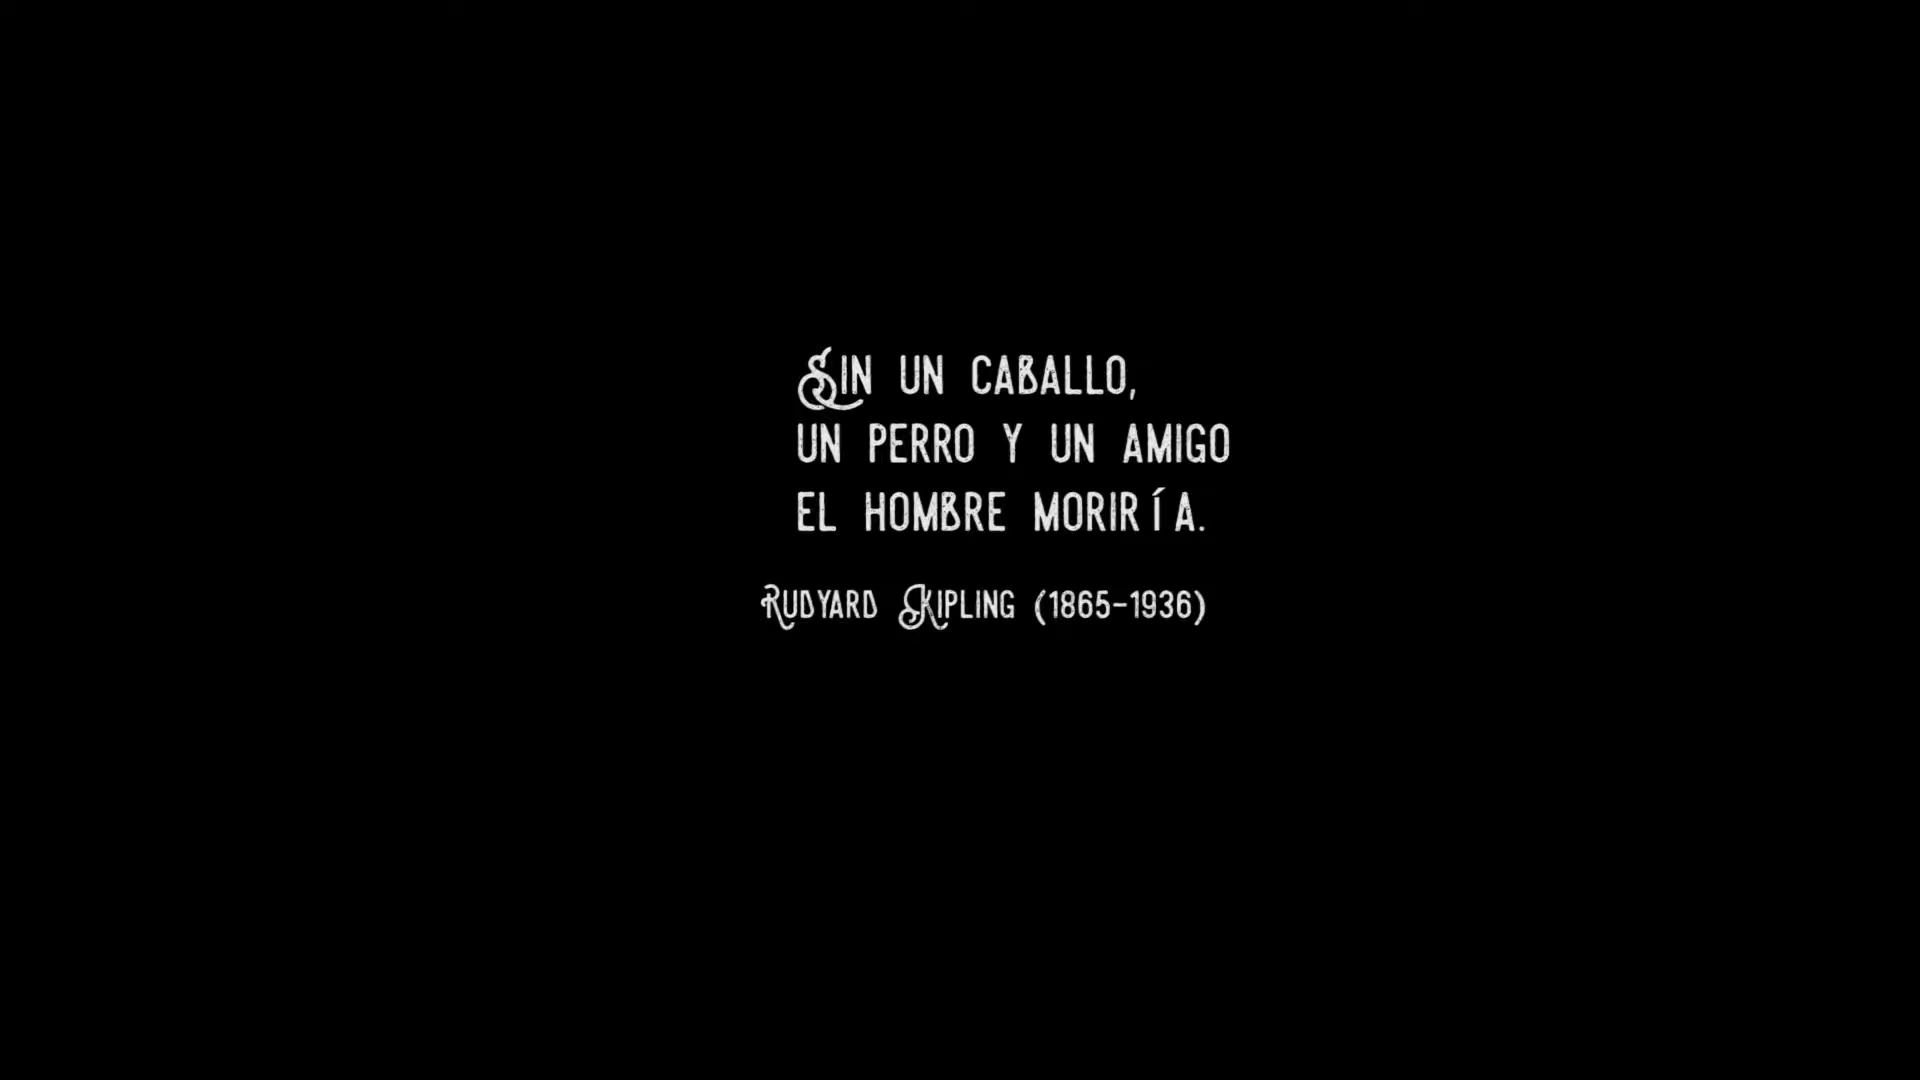 Sin un caballo,
un perro y un amigo
el hombre moriría.
Rudyard Kipling (1865-1936)